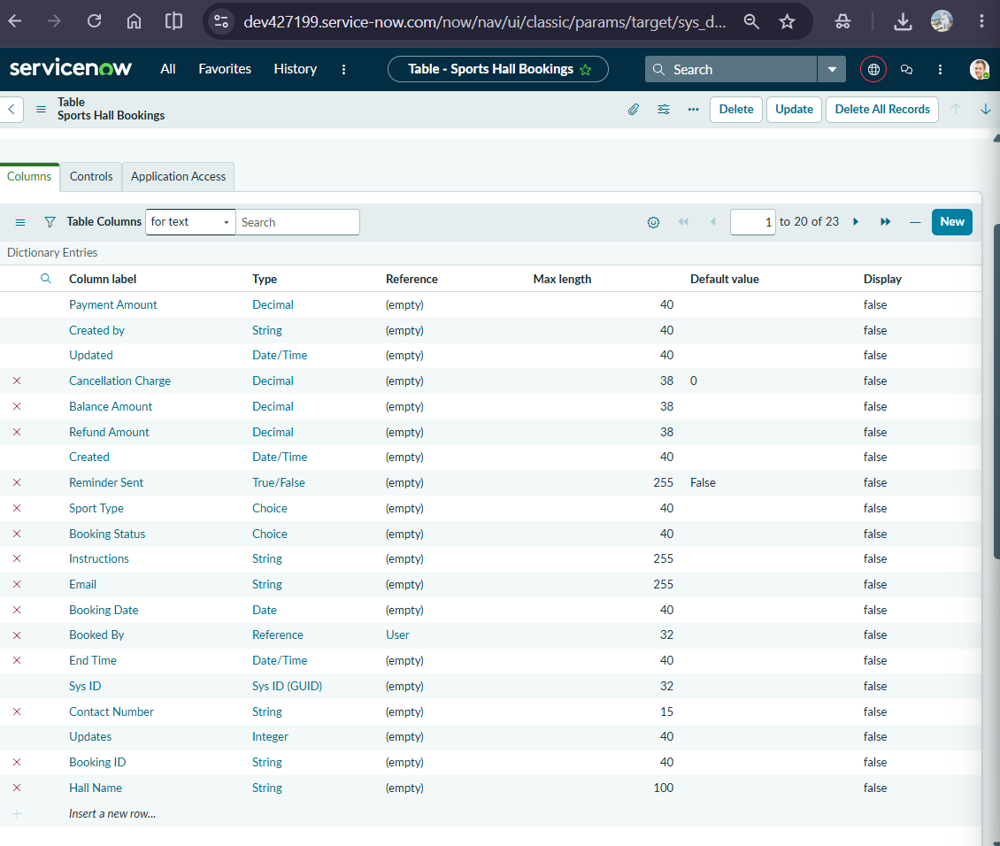 dev427199.service-now.com/now/nav/ui/classic/params/target/sys_d...
servicenow All Favorites History Table - Sports Hall Bookings Search
Table
Sports Hall Bookings
Delete Update Delete All Records
Columns Controls Application Access
Table Columns for text Search 1 to 20 of 23 New
Dictionary Entries
Column label Type Reference Max length Default value Display
Payment Amount Decimal (empty) 40 false
Created by String (empty) 40 false
Updated Date/Time (empty) 40 false
Cancellation Charge Decimal (empty) 38 0 false
Balance Amount Decimal (empty) 38 false
Refund Amount Decimal (empty) 38 false
Created Date/Time (empty) 40 false
Reminder Sent True/False (empty) 255 False false
Sport Type Choice (empty) 40 false
Booking Status Choice (empty) 40 false
Instructions String (empty) 255 false
Email String (empty) 255 false
Booking Date Date (empty) 40 false
Booked By Reference User 32 false
End Time Date/Time (empty) 40 false
Sys ID Sys ID (GUID) (empty) 32 false
Contact Number String (empty) 15 false
Updates Integer (empty) 40 false
Booking ID String (empty) 40 false
Hall Name String (empty) 100 false
Insert a new row...